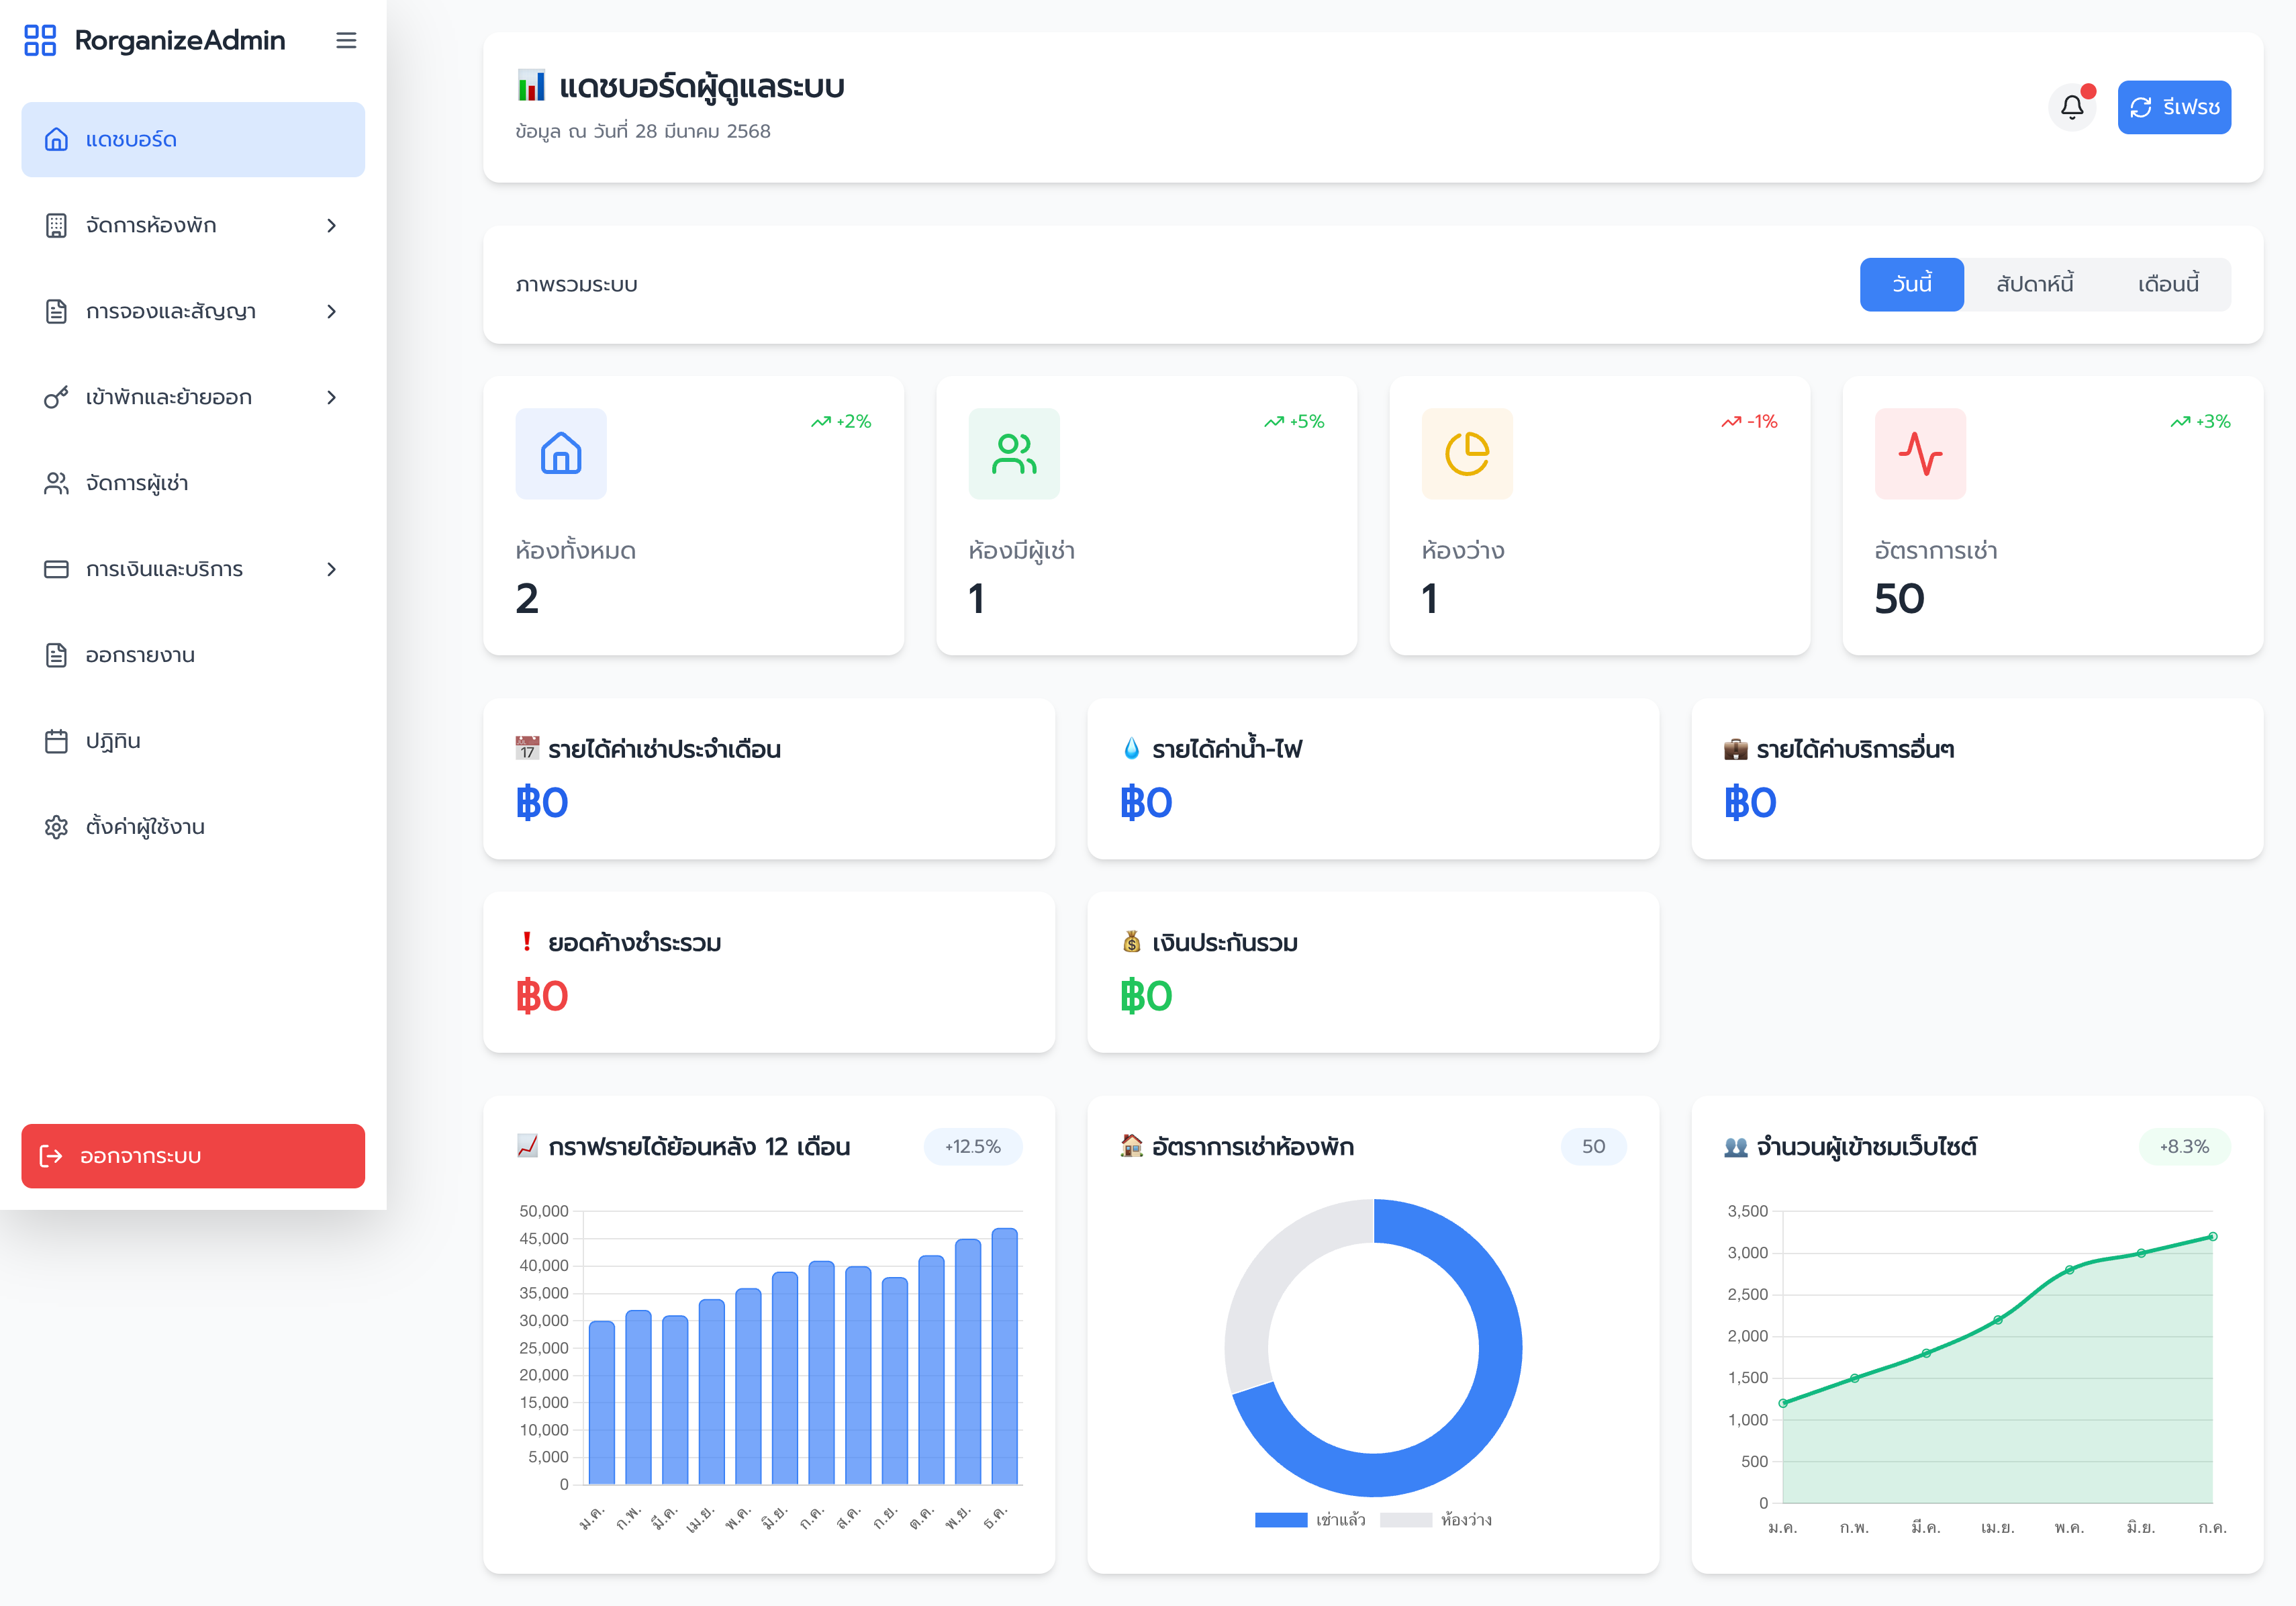 RorganizeAdmin
แดชบอร์ด
จัดการห้องพัก
การจองและสัญญา
เข้าพักและย้ายออก
จัดการผู้เช่า
การเงินและบริการ
ออกรายงาน
ปฏิทิน
ตั้งค่าผู้ใช้งาน
ออกจากระบบ
แดชบอร์ดผู้ดูแลระบบ
ข้อมูล ณ วันที่ 28 มีนาคม 2568
รีเฟรช
ภาพรวมระบบ
วันนี้ สัปดาห์นี้ เดือนนี้
+2%
ห้องทั้งหมด
2
+5%
ห้องมีผู้เช่า
1
-1%
ห้องว่าง
1
+3%
อัตราการเช่า
50
17
รายได้ค่าเช่าประจำเดือน
฿0
รายได้ค่าน้ำ-ไฟ
฿0
รายได้ค่าบริการอื่นๆ
฿0
❗ ยอดค้างชำระรวม
฿0
เงินประกันรวม
฿0
กราฟรายได้ย้อนหลัง 12 เดือน
+12.5%
50,000
45,000
40,000
35,000
30,000
25,000
20,000
15,000
10,000
5,000
0
ม.ค. ก.พ. มี.ค. เม.ย. พ.ค. มิ.ย. ก.ค. ส.ค. ก.ย. ต.ค. พ.ย. ธ.ค.
อัตราการเช่าห้องพัก
50
เช่าแล้ว ห้องว่าง
จำนวนผู้เข้าชมเว็บไซต์
+8.3%
3,500
3,000
2,500
2,000
1,500
1,000
500
0
ม.ค. ก.พ. มี.ค. เม.ย. พ.ค. มิ.ย. ก.ค.